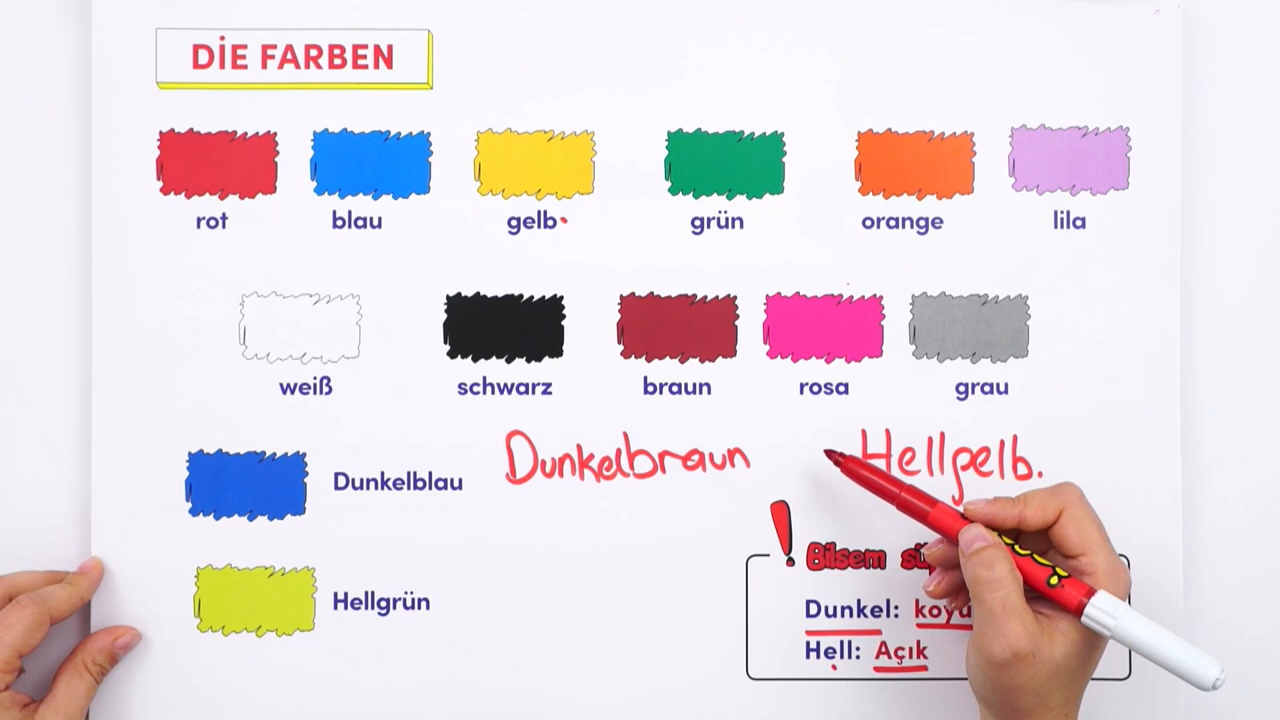 DİE FARBEN
rot blau gelb grün orange lila
weiß schwarz braun rosa grau
Dunkelbraun Hellgelb.
Dunkelblau
Hellgrün
! Bilsem
Dunkel: koyu
Hell: Açık